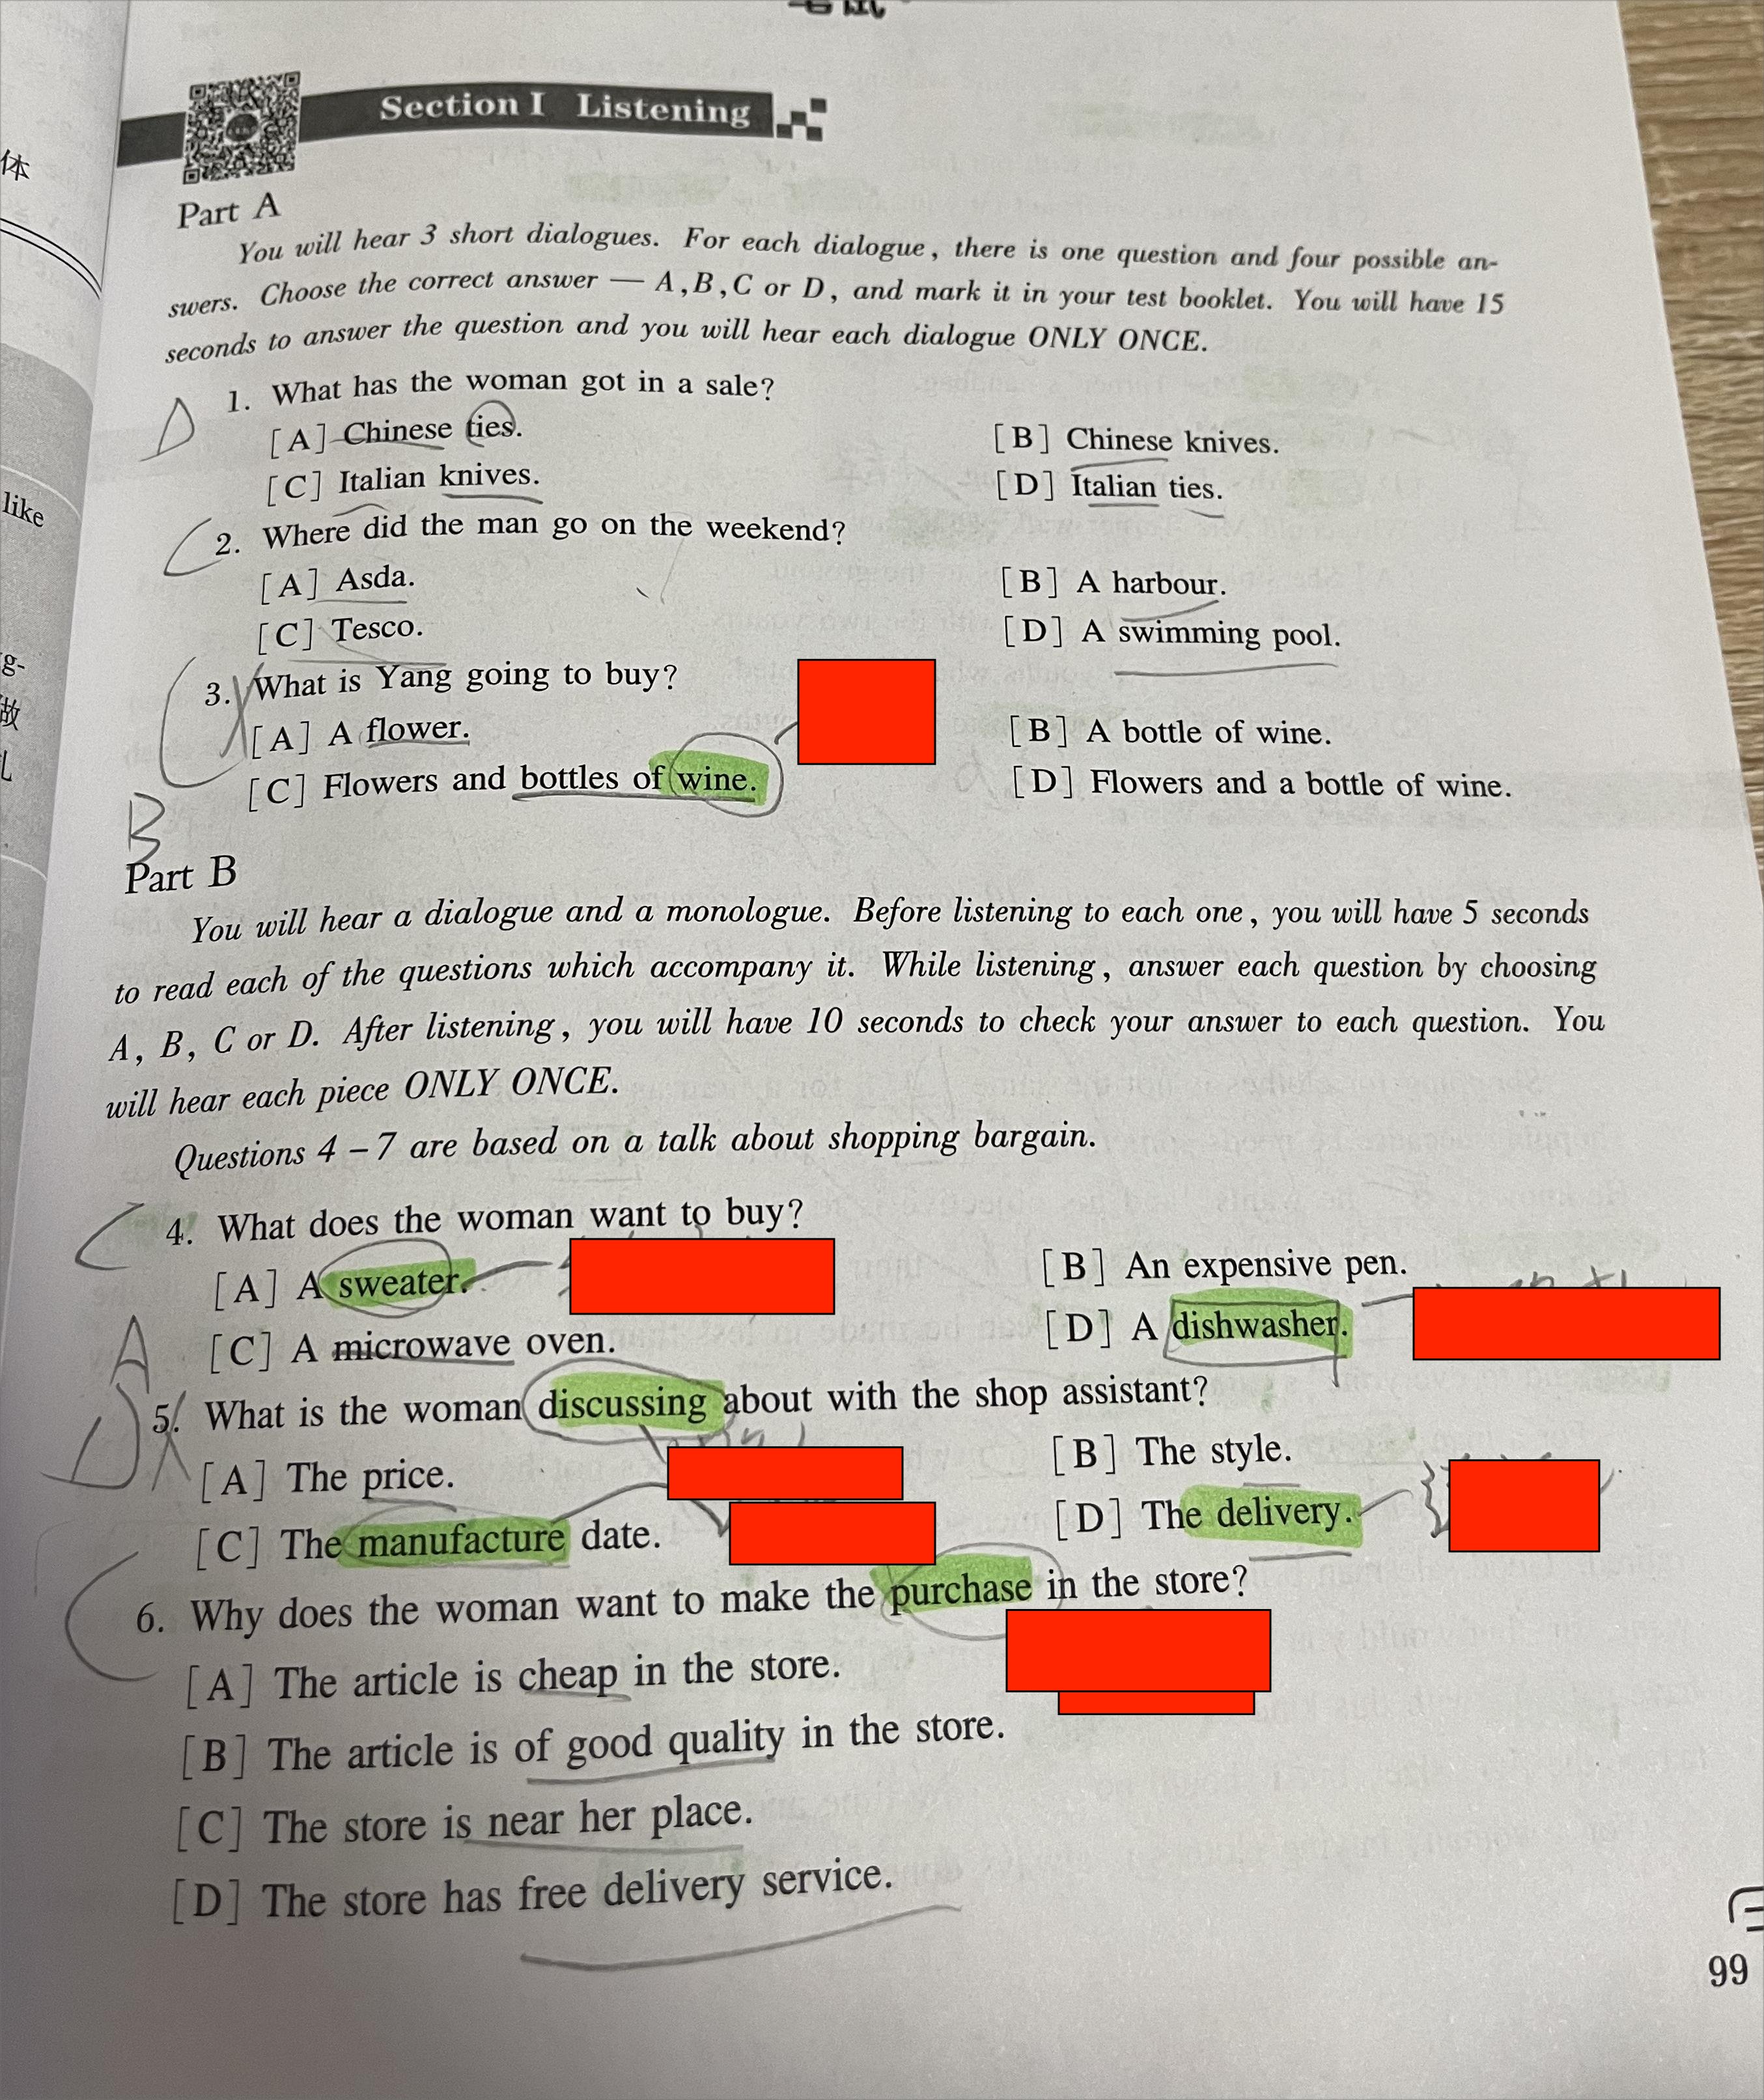 体
like
g-
做
Section I Listening
Part A
You will hear 3 short dialogues. For each dialogue, there is one question and four possible an-
swers. Choose the correct answer — A, B, C or D, and mark it in your test booklet. You will have 15
seconds to answer the question and you will hear each dialogue ONLY ONCE.
D
1. What has the woman got in a sale?
[A] Chinese ties. [B] Chinese knives.
[C] Italian knives. [D] Italian ties.
C
2. Where did the man go on the weekend?
[A] Asda. [B] A harbour.
[C] Tesco. [D] A swimming pool.
C
3. What is Yang going to buy?
[A] A flower. [B] A bottle of wine.
[C] Flowers and bottles of wine. [D] Flowers and a bottle of wine.
B
Part B
You will hear a dialogue and a monologue. Before listening to each one, you will have 5 seconds
to read each of the questions which accompany it. While listening, answer each question by choosing
A, B, C or D. After listening, you will have 10 seconds to check your answer to each question. You
will hear each piece ONLY ONCE.
Questions 4 – 7 are based on a talk about shopping bargain.
C
4. What does the woman want to buy?
[A] A sweater. [B] An expensive pen.
[C] A microwave oven. [D] A dishwasher.
A
D
5. What is the woman discussing about with the shop assistant?
[A] The price. [B] The style.
[C] The manufacture date. [D] The delivery.
C
6. Why does the woman want to make the purchase in the store?
[A] The article is cheap in the store.
[B] The article is of good quality in the store.
[C] The store is near her place.
[D] The store has free delivery service.
99